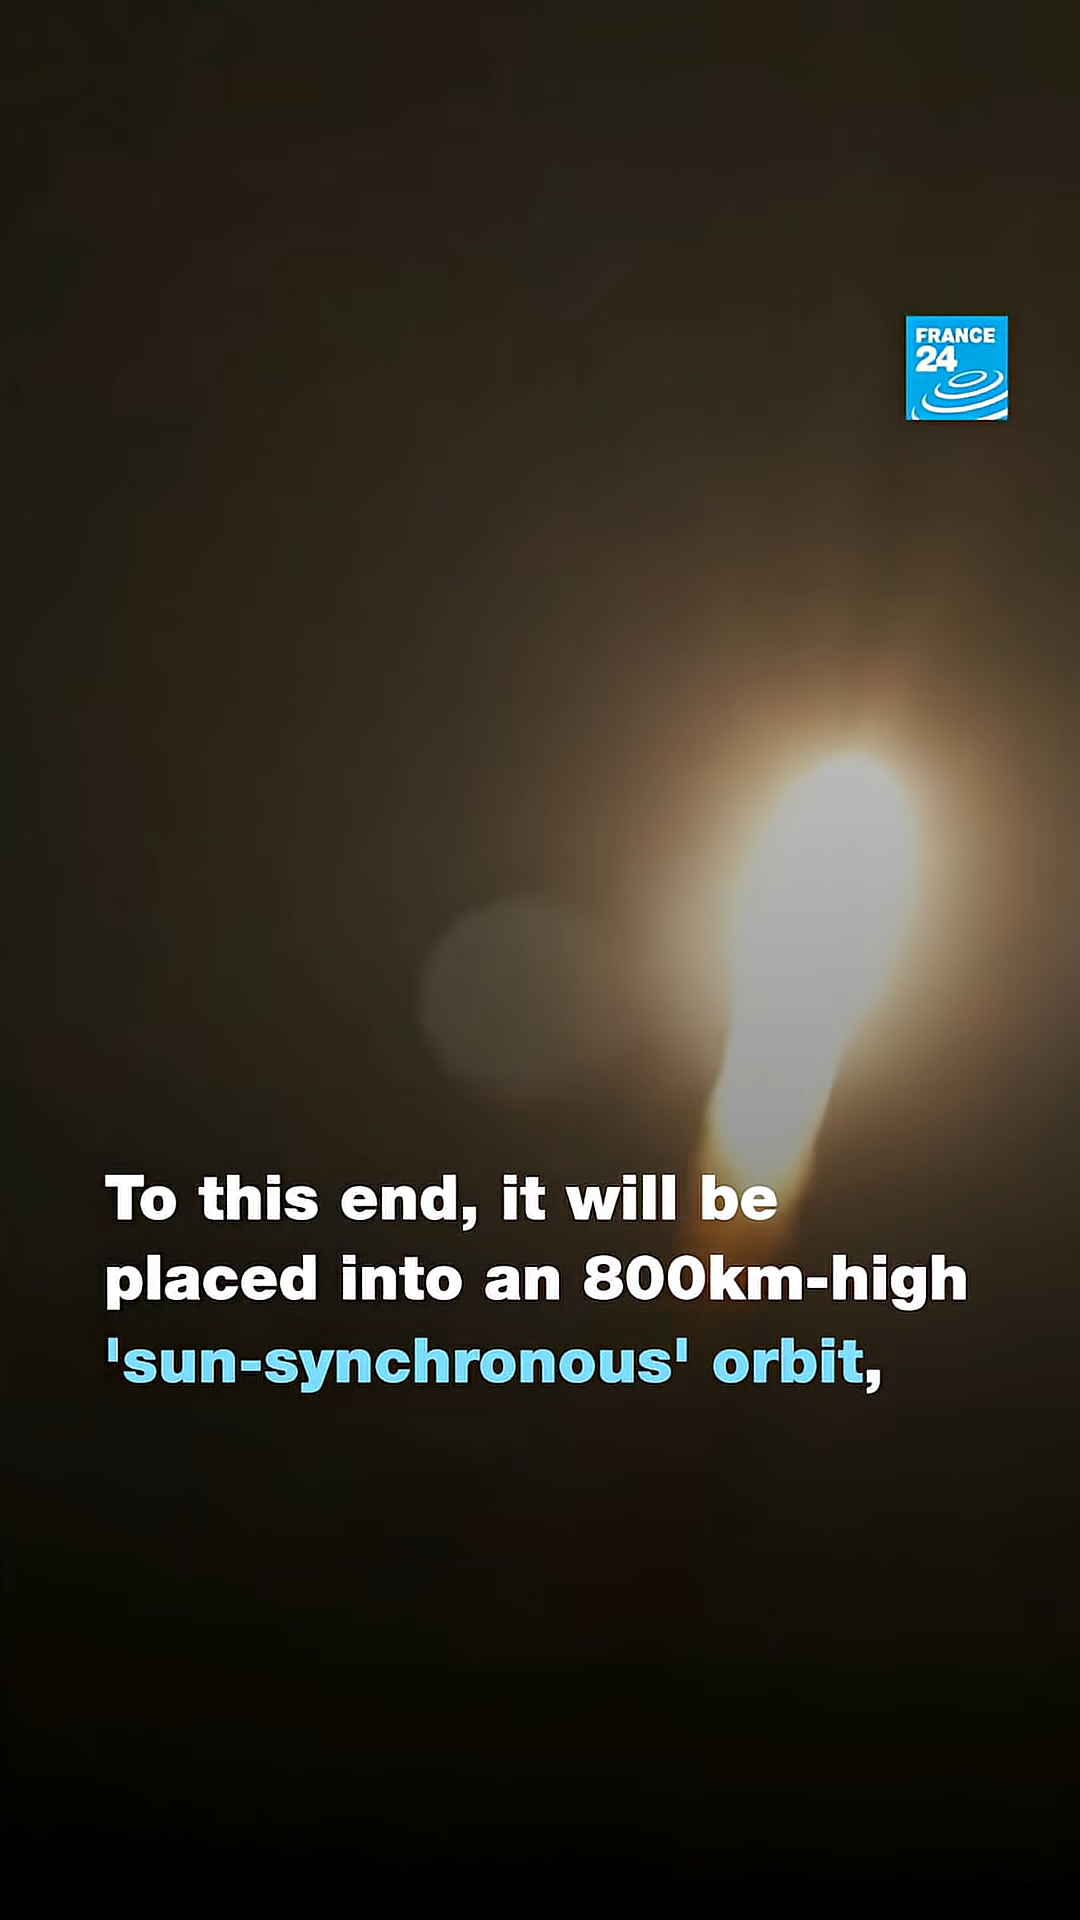 FRANCE
24
To this end, it will be
placed into an 800km-high
'sun-synchronous' orbit,